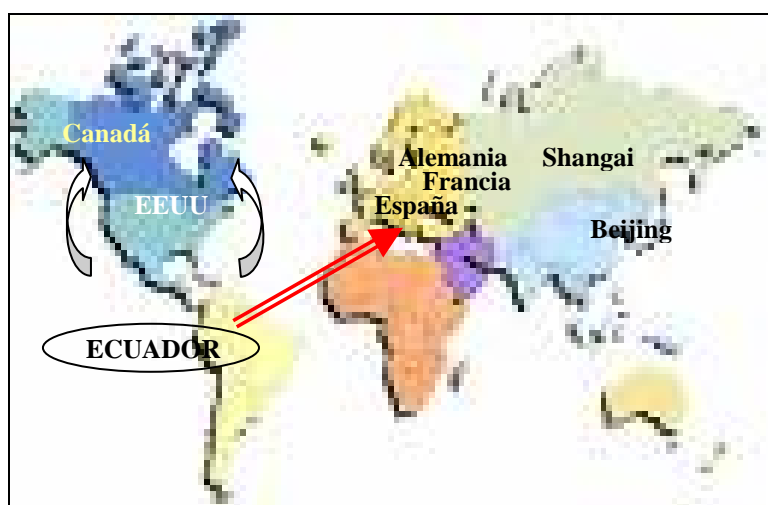 Canadá
Alemania
Shangai
Francia
EEUU
España
Beijing
ECUADOR